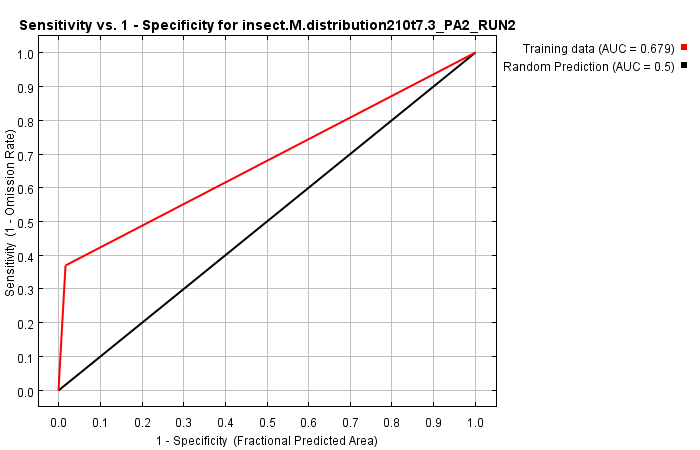 Sensitivity vs. 1 - Specificity for insect.M.distribution210t7.3_PA2_RUN2
Training data (AUC = 0.679)
Random Prediction (AUC = 0.5)
Sensitivity (1 - Omission Rate)
1.0
0.9
0.8
0.7
0.6
0.5
0.4
0.3
0.2
0.1
0.0
0.0 0.1 0.2 0.3 0.4 0.5 0.6 0.7 0.8 0.9 1.0
1 - Specificity (Fractional Predicted Area)